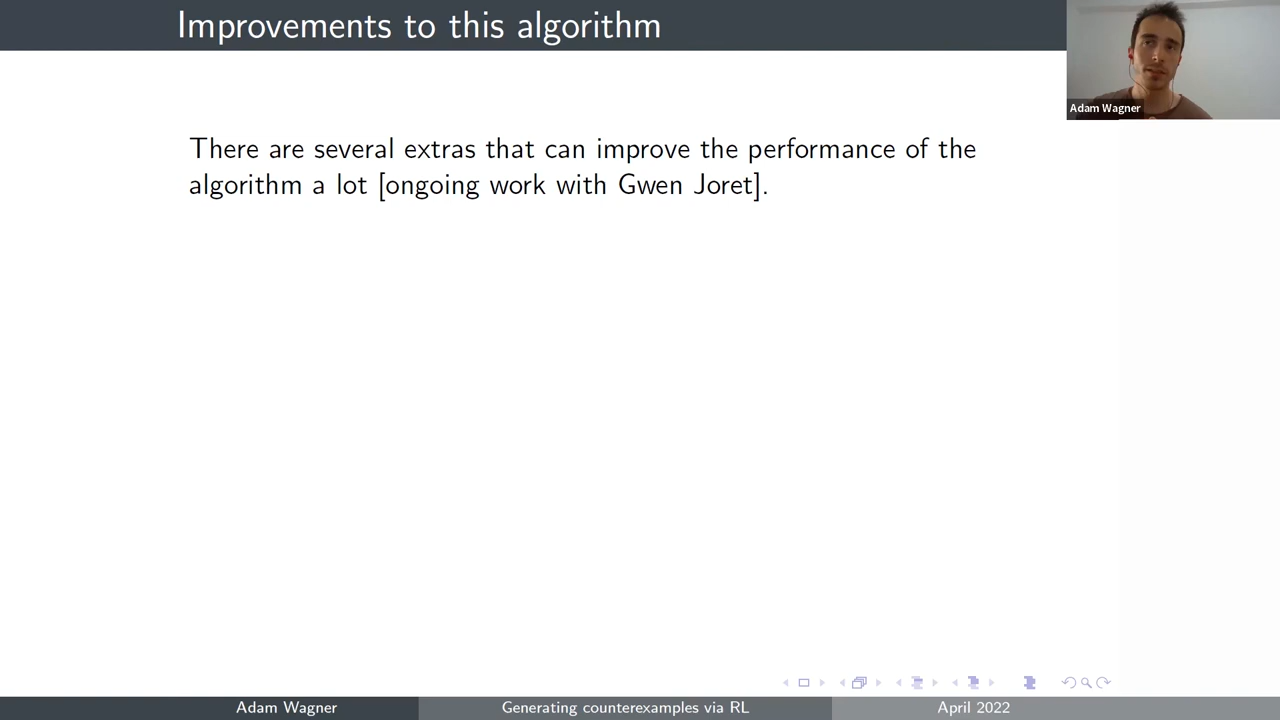 Improvements to this algorithm
Adam Wagner
There are several extras that can improve the performance of the
algorithm a lot [ongoing work with Gwen Joret].
Adam Wagner
Generating counterexamples via RL
April 2022